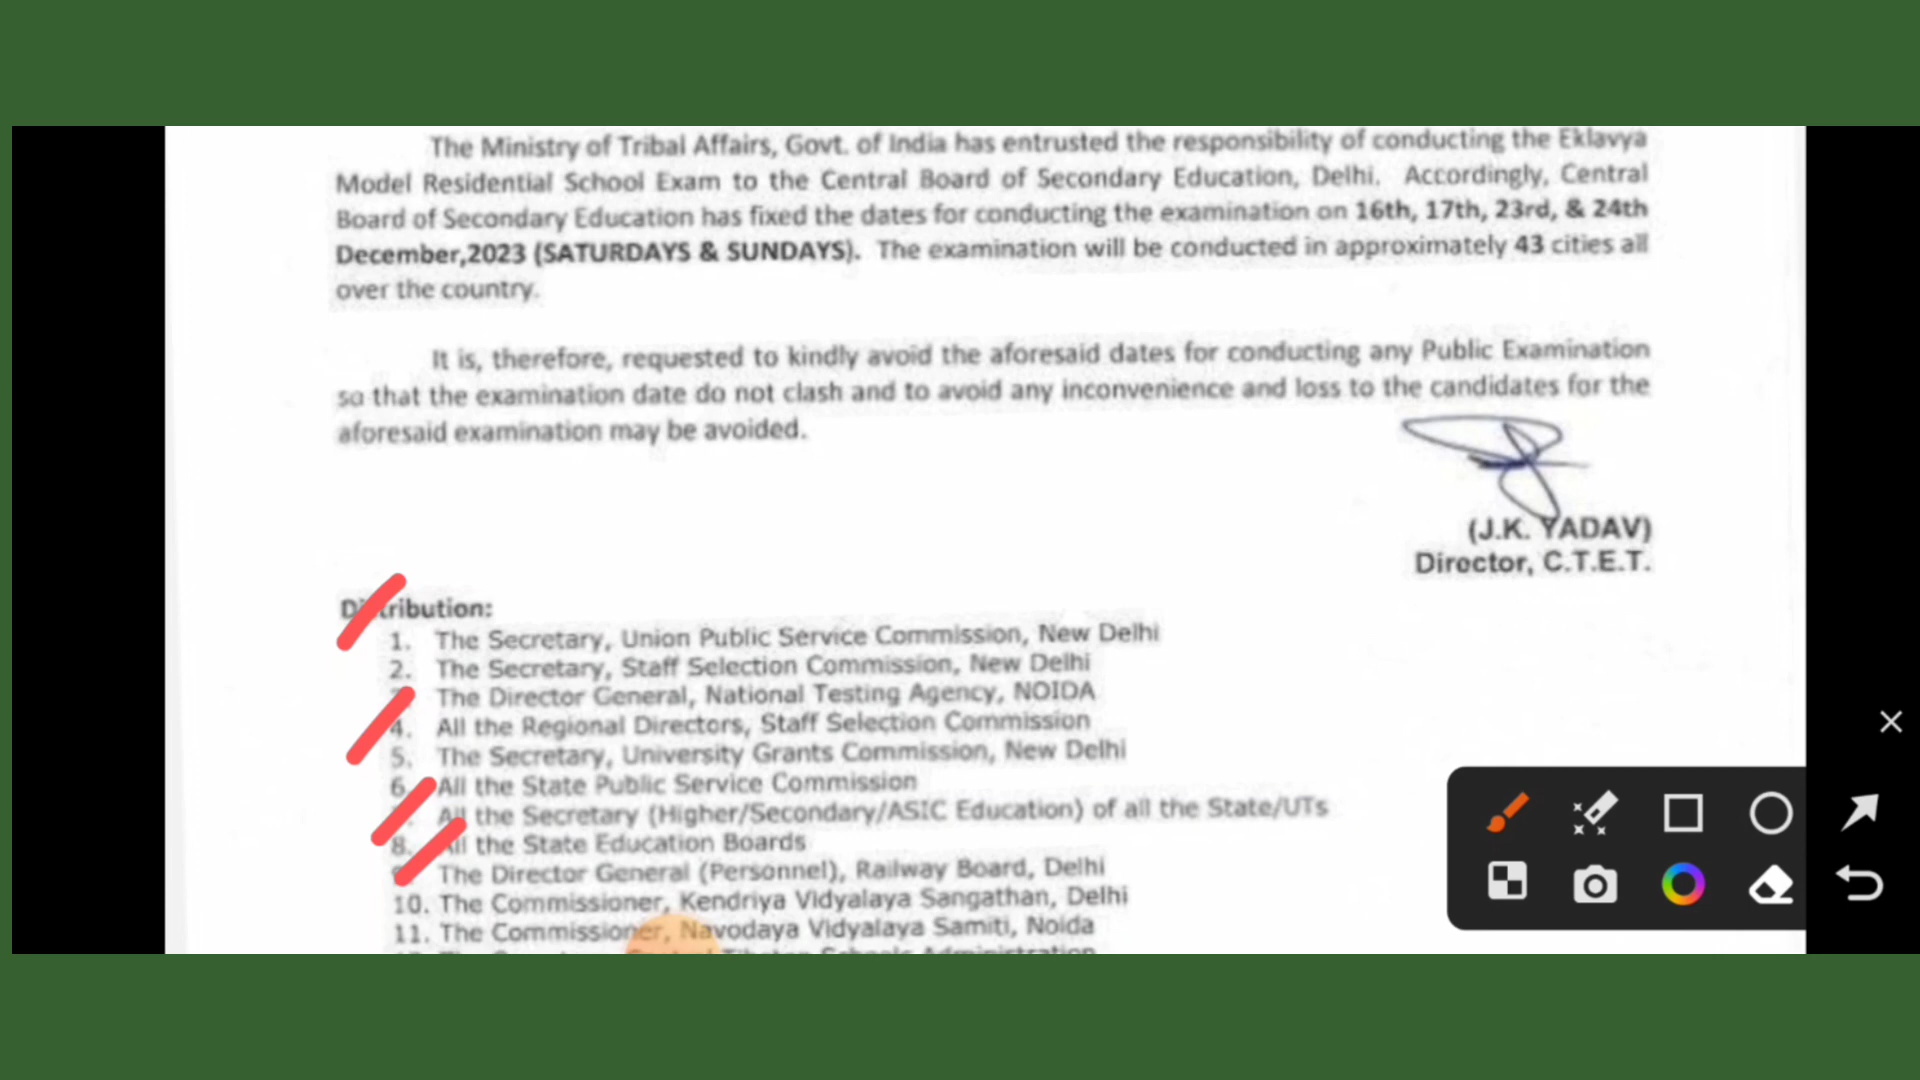 The Ministry of Tribal Affairs, Govt. of India has entrusted the responsibility of conducting the Eklavya
Model Residential School Exam to the Central Board of Secondary Education, Delhi. Accordingly, Central
Board of Secondary Education has fixed the dates for conducting the examination on 16th, 17th, 23rd, & 24th
December,2023 (SATURDAYS & SUNDAYS). The examination will be conducted in approximately 43 cities all
over the country.
It is, therefore, requested to kindly avoid the aforesaid dates for conducting any Public Examination
so that the examination date do not clash and to avoid any inconvenience and loss to the candidates for the
aforesaid examination may be avoided.
(J.K. YADAV)
Director, C.T.E.T.
Distribution:
1. The Secretary, Union Public Service Commission, New Delhi
2. The Secretary, Staff Selection Commission, New Delhi
The Director General, National Testing Agency, NOIDA
4. All the Regional Directors, Staff Selection Commission
5. The Secretary, University Grants Commission, New Delhi
6. All the State Public Service Commission
All the Secretary (Higher/Secondary/ASIC Education) of all the State/UTs
8. All the State Education Boards
The Director General (Personnel), Railway Board, Delhi
10. The Commissioner, Kendriya Vidyalaya Sangathan, Delhi
11. The Commissioner, Navodaya Vidyalaya Samiti, Noida
Tibetan Schools Administration